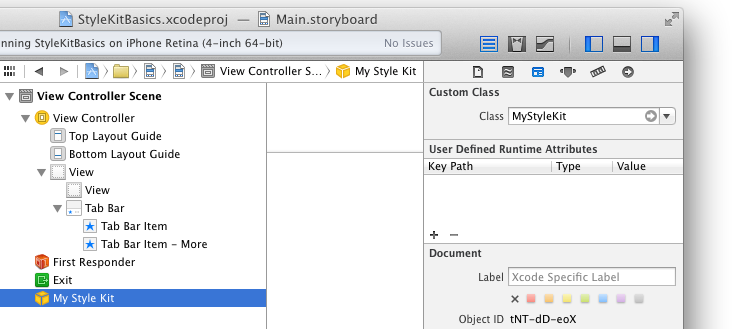 StyleKitBasics.xcodeproj — Main.storyboard
nning StyleKitBasics on iPhone Retina (4-inch 64-bit) No Issues
View Controller S... My Style Kit
View Controller Scene
View Controller
Top Layout Guide
Bottom Layout Guide
View
View
Tab Bar
Tab Bar Item
Tab Bar Item - More
First Responder
Exit
My Style Kit
Custom Class
Class MyStyleKit
User Defined Runtime Attributes
Key Path Type Value
Document
Label Xcode Specific Label
Object ID tNT-dD-eoX